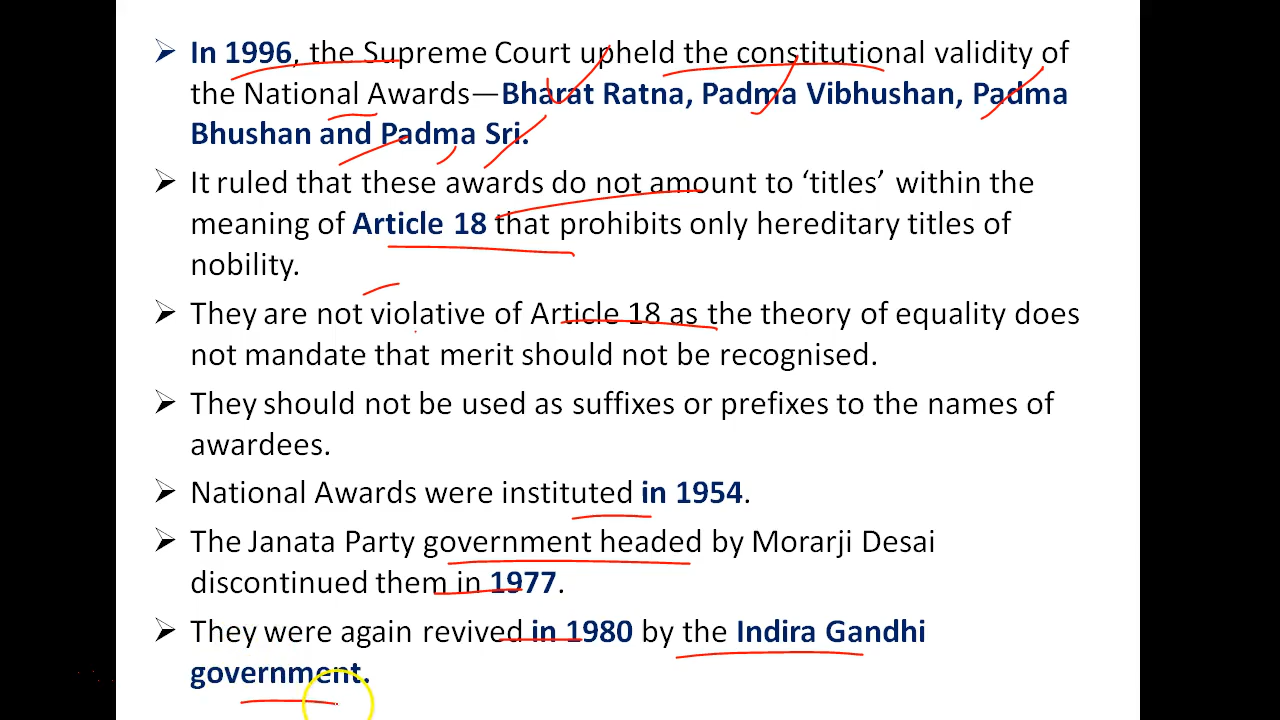 ➢ In 1996, the Supreme Court upheld the constitutional validity of
the National Awards—Bharat Ratna, Padma Vibhushan, Padma
Bhushan and Padma Sri.
➢ It ruled that these awards do not amount to ‘titles’ within the
meaning of Article 18 that prohibits only hereditary titles of
nobility.
➢ They are not violative of Article 18 as the theory of equality does
not mandate that merit should not be recognised.
➢ They should not be used as suffixes or prefixes to the names of
awardees.
➢ National Awards were instituted in 1954.
➢ The Janata Party government headed by Morarji Desai
discontinued them in 1977.
➢ They were again revived in 1980 by the Indira Gandhi
government.